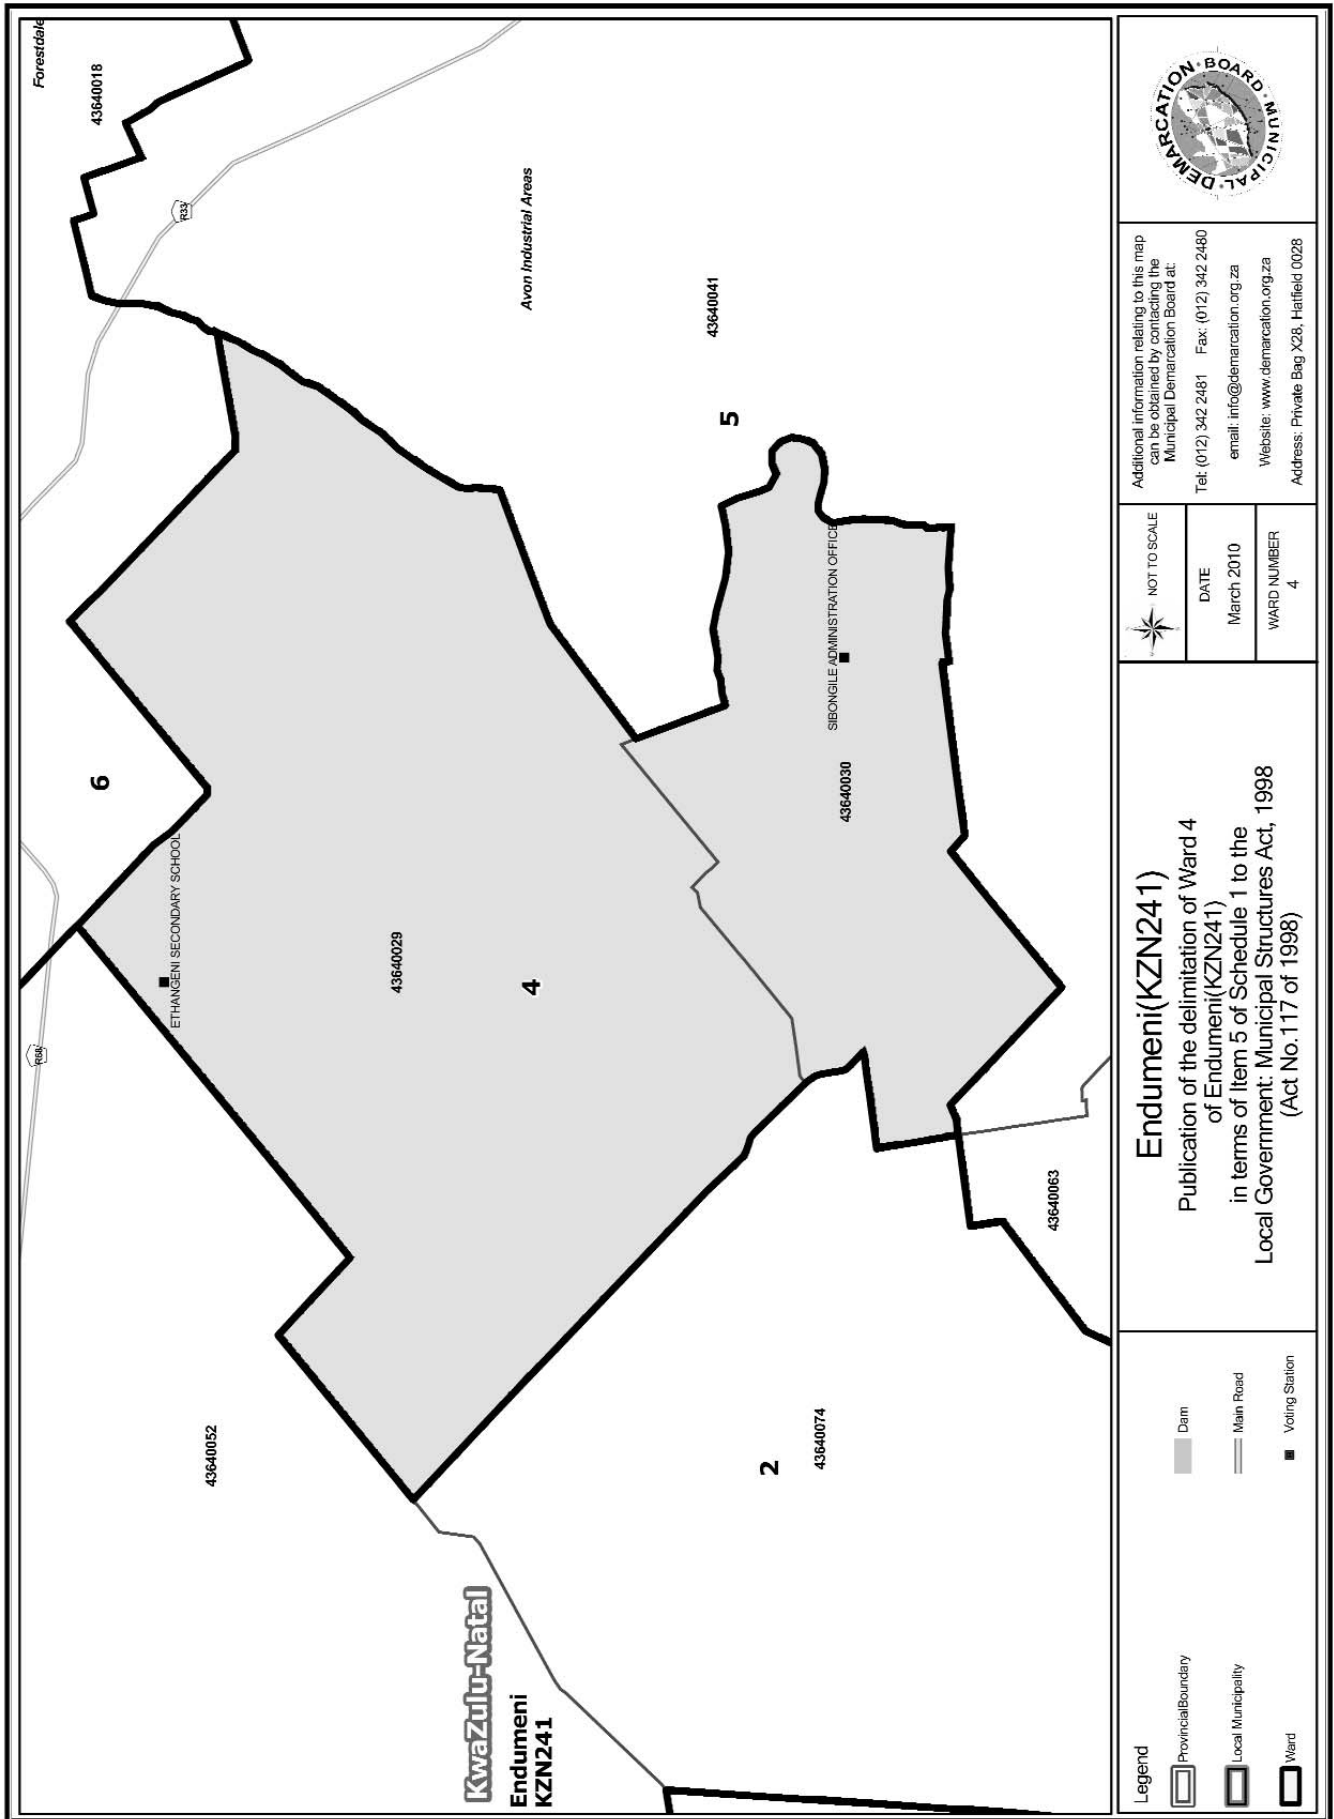 Forestdale
43640018
R33
Avon Industrial Areas
43640041
5
6
R68
ETHANGENI SECONDARY SCHOOL
43640029
4
SIBONGILE ADMINISTRATION OFFICE
43640030
43640052
43640063
2
43640074
KwaZulu-Natal
Endumeni
KZN241
Legend
ProvincialBoundary
Local Municipality
Ward
Dam
Main Road
Voting Station
Endumeni(KZN241)
Publication of the delimitation of Ward 4
of Endumeni(KZN241)
in terms of Item 5 of Schedule 1 to the
Local Government: Municipal Structures Act, 1998
(Act No.117 of 1998)
NOT TO SCALE
DATE
March 2010
WARD NUMBER
4
Additional information relating to this map
can be obtained by contacting the
Municipal Demarcation Board at:
Tel: (012) 342 2481 Fax: (012) 342 2480
email: info@demarcation.org.za
Website: www.demarcation.org.za
Address: Private Bag X28, Hatfield 0028
MUNICIPAL DEMARCATION BOARD